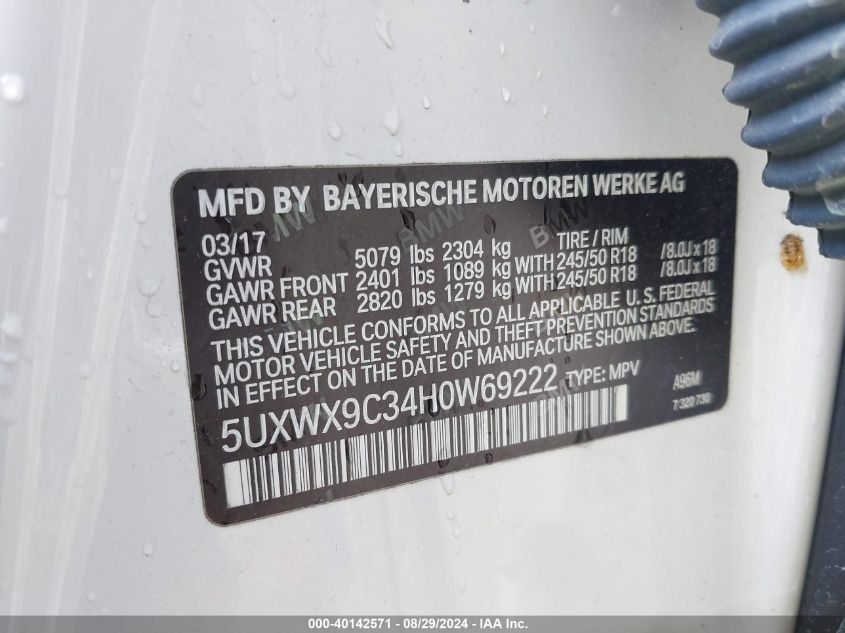 MFD BY BAYERISCHE MOTOREN WERKE AG
03/17
GVWR 5079 lbs 2304 kg TIRE / RIM
GAWR FRONT 2401 lbs 1089 kg WITH 245/50 R18 /8.0J x 18
GAWR REAR 2820 lbs 1279 kg WITH 245/50 R18 /8.0J x 18
THIS VEHICLE CONFORMS TO ALL APPLICABLE U.S. FEDERAL
MOTOR VEHICLE SAFETY AND THEFT PREVENTION STANDARDS
IN EFFECT ON THE DATE OF MANUFACTURE SHOWN ABOVE.
5UXWX9C34H0W69222 TYPE: MPV A96M
7 320 730
000-40142571 - 08/29/2024 - IAA Inc.